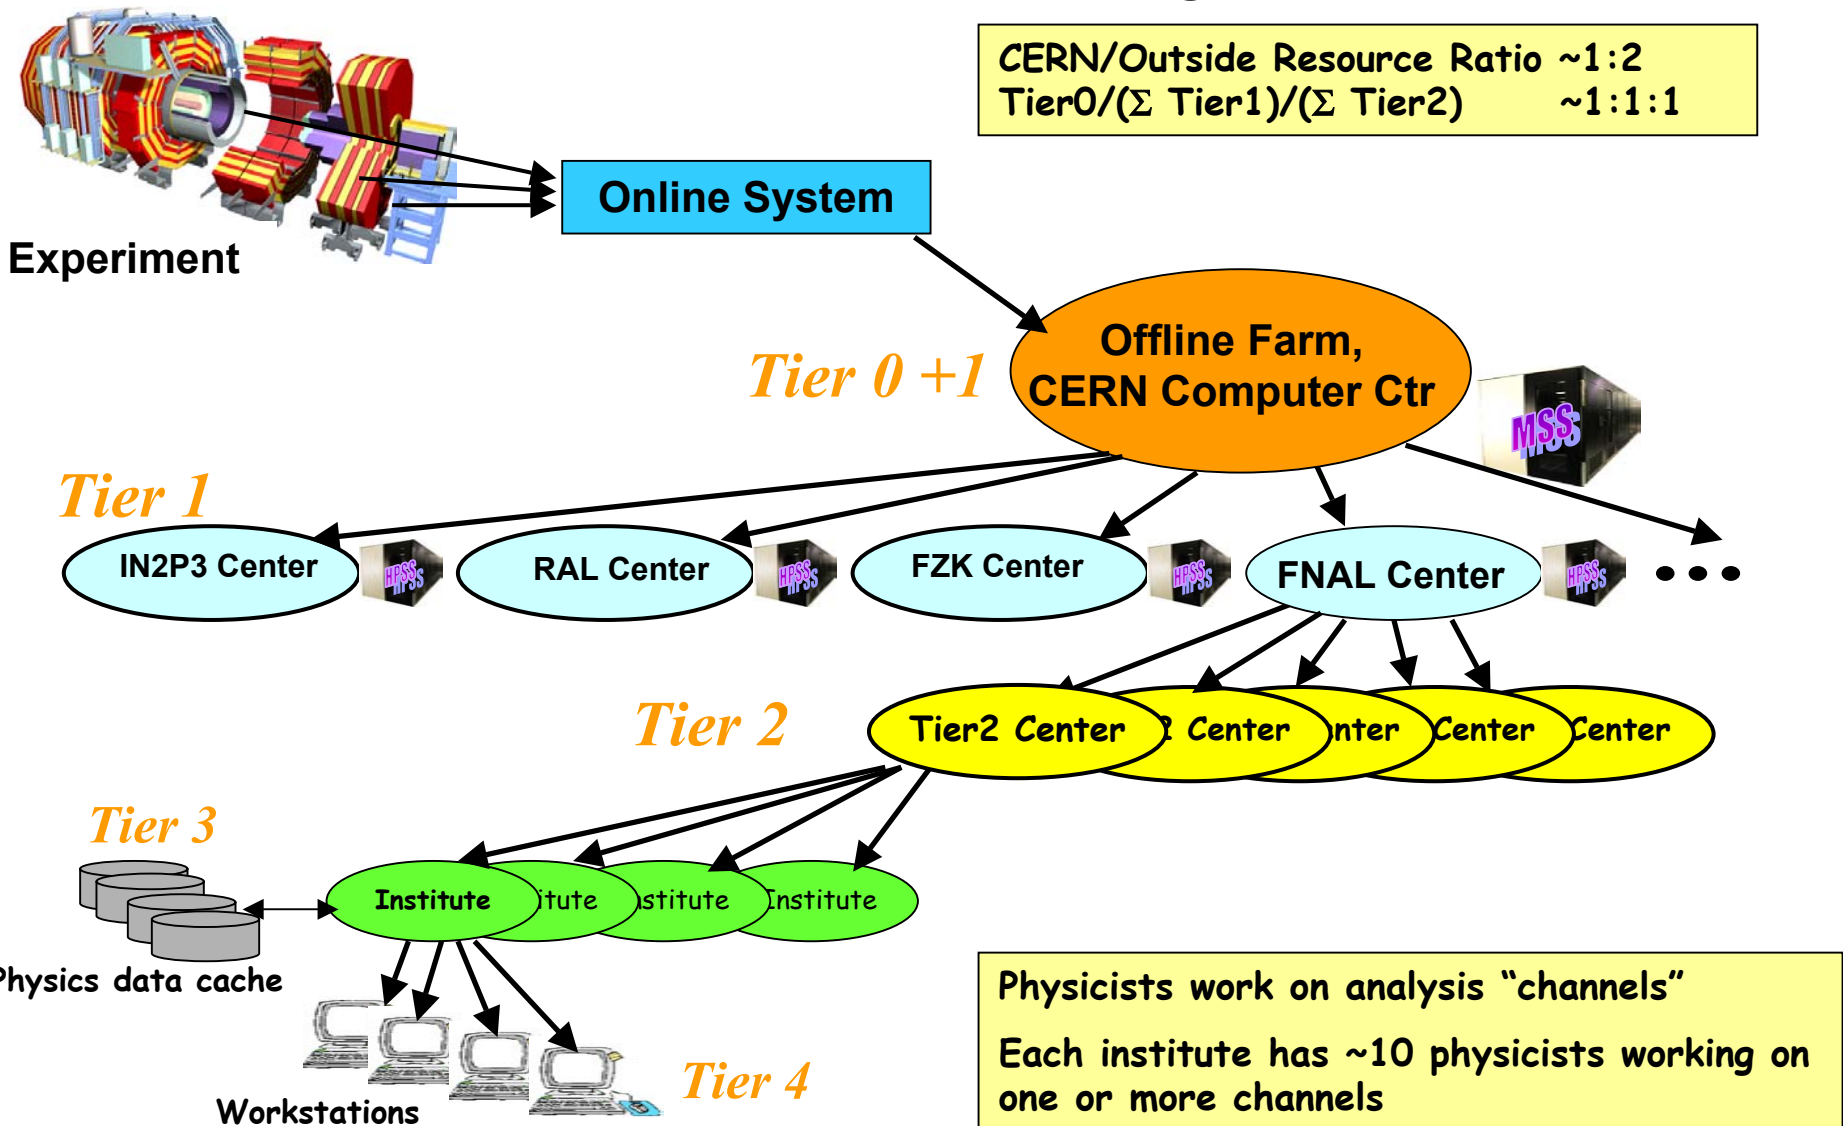 CERN/Outside Resource Ratio ~1:2
Tier0/(Σ Tier1)/(Σ Tier2) ~1:1:1
Online System
Experiment
Offline Farm,
CERN Computer Ctr
Tier 0 +1
MSS
Tier 1
IN2P3 Center
HPSS
RAL Center
HPSS
FZK Center
HPSS
FNAL Center
HPSS
•••
Tier 2
Tier2 Center
2 Center
nter
Center
Center
Tier 3
Institute
itute
stitute
Institute
Physics data cache
Workstations
Tier 4
Physicists work on analysis “channels”
Each institute has ~10 physicists working on
one or more channels